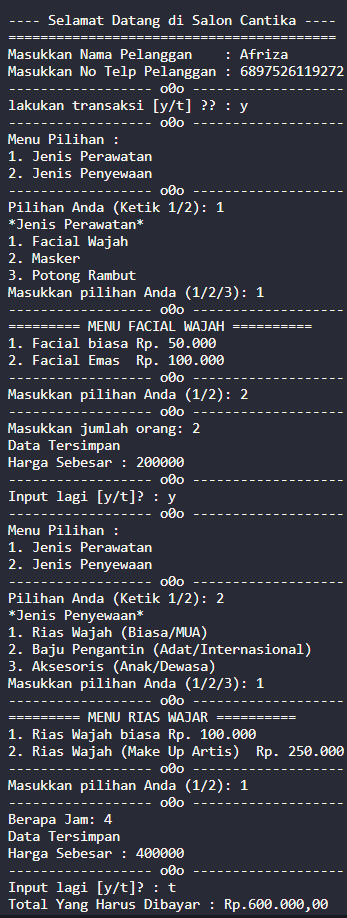 ---- Selamat Datang di Salon Cantika ----
=========================================
Masukkan Nama Pelanggan    : Afriza
Masukkan No Telp Pelanggan : 6897526119272
------------------ o0o -------------------
lakukan transaksi [y/t] ?? : y
------------------ o0o -------------------
Menu Pilihan :
1. Jenis Perawatan
2. Jenis Penyewaan
------------------ o0o -------------------
Pilihan Anda (Ketik 1/2): 1
*Jenis Perawatan*
1. Facial Wajah
2. Masker
3. Potong Rambut
Masukkan pilihan Anda (1/2/3): 1
------------------ o0o -------------------
========= MENU FACIAL WAJAH ==========
1. Facial biasa Rp. 50.000
2. Facial Emas  Rp. 100.000
------------------ o0o -------------------
Masukkan pilihan Anda (1/2): 2
------------------ o0o -------------------
Masukkan jumlah orang: 2
Data Tersimpan
Harga Sebesar : 200000
------------------ o0o -------------------
Input lagi [y/t]? : y
------------------ o0o -------------------
Menu Pilihan :
1. Jenis Perawatan
2. Jenis Penyewaan
------------------ o0o -------------------
Pilihan Anda (Ketik 1/2): 2
*Jenis Penyewaan*
1. Rias Wajah (Biasa/MUA)
2. Baju Pengantin (Adat/Internasional)
3. Aksesoris (Anak/Dewasa)
Masukkan pilihan Anda (1/2/3): 1
------------------ o0o -------------------
========= MENU RIAS WAJAR ==========
1. Rias Wajah biasa Rp. 100.000
2. Rias Wajah (Make Up Artis)  Rp. 250.000
------------------ o0o -------------------
Masukkan pilihan Anda (1/2): 1
------------------ o0o -------------------
Berapa Jam: 4
Data Tersimpan
Harga Sebesar : 400000
------------------ o0o -------------------
Input lagi [y/t]? : t
Total Yang Harus Dibayar : Rp.600.000,00